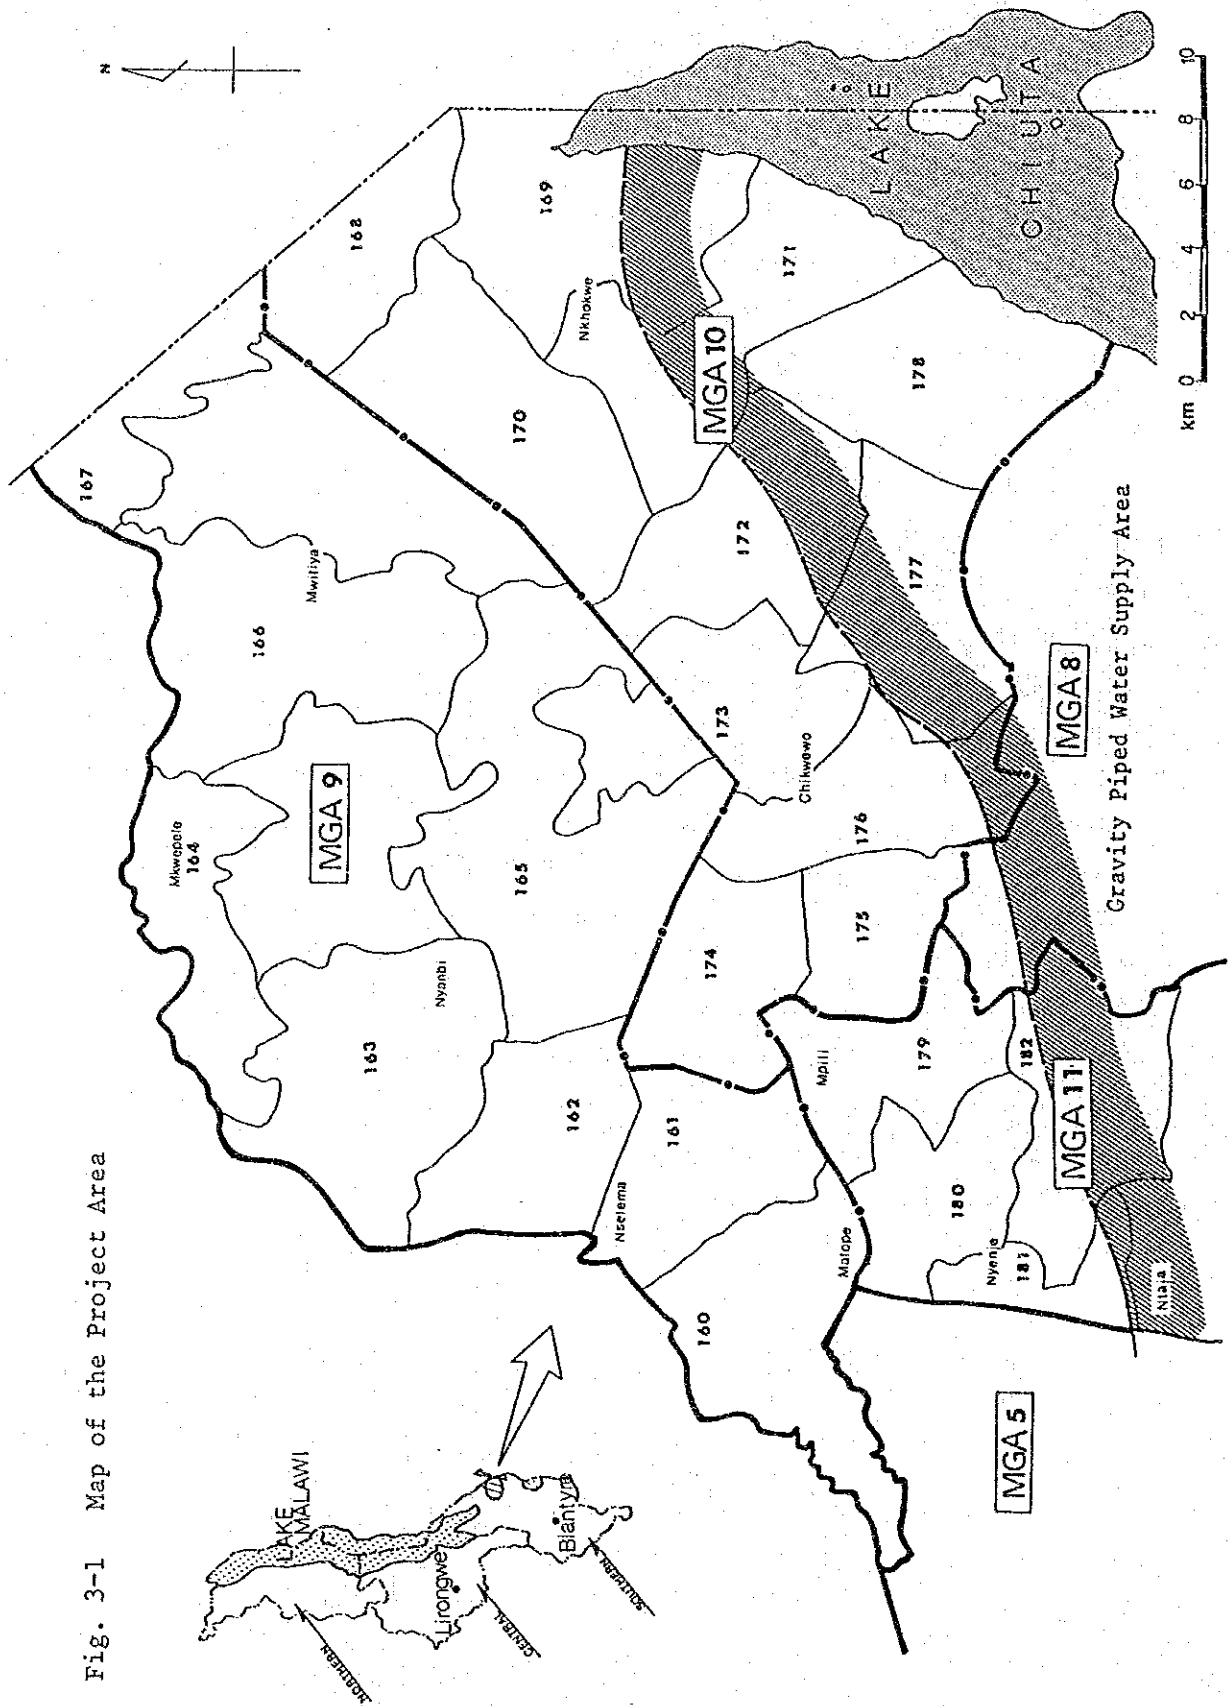 Fig. 3-1 Map of the Project Area
N
LAKE
MALAWI
Lirongwe
Blantyre
NORTHERN
CENTRAL
SOUTHERN
167
Mkwepele
164
166
Mwitiya
MGA 9
168
163
Nyanbi
165
170
169
Nkhokwe
162
Nselema
161
174
173
172
MGA 10
171
160
Mpili
Chikwewo
175
176
Malope
179
177
178
180
Nyenje
181
182
MGA 11
Ntaja
MGA 5
MGA 8
Gravity Piped Water Supply Area
LAKE
CHIUTA
km 0 2 4 6 8 10